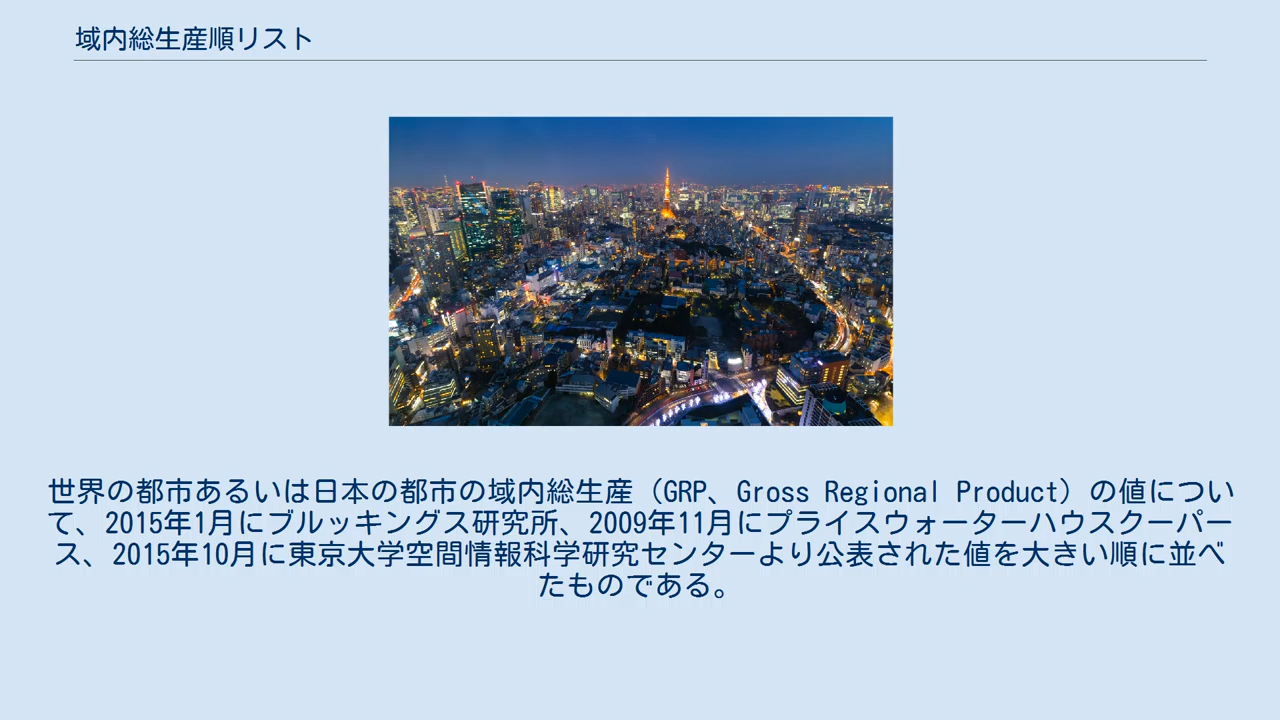 域内総生産順リスト
世界の都市あるいは日本の都市の域内総生産（GRP、Gross Regional Product）の値につい
て、2015年1月にブルッキングス研究所、2009年11月にプライスウォーターハウスクーパー
ス、2015年10月に東京大学空間情報科学研究センターより公表された値を大きい順に並べ
たものである。